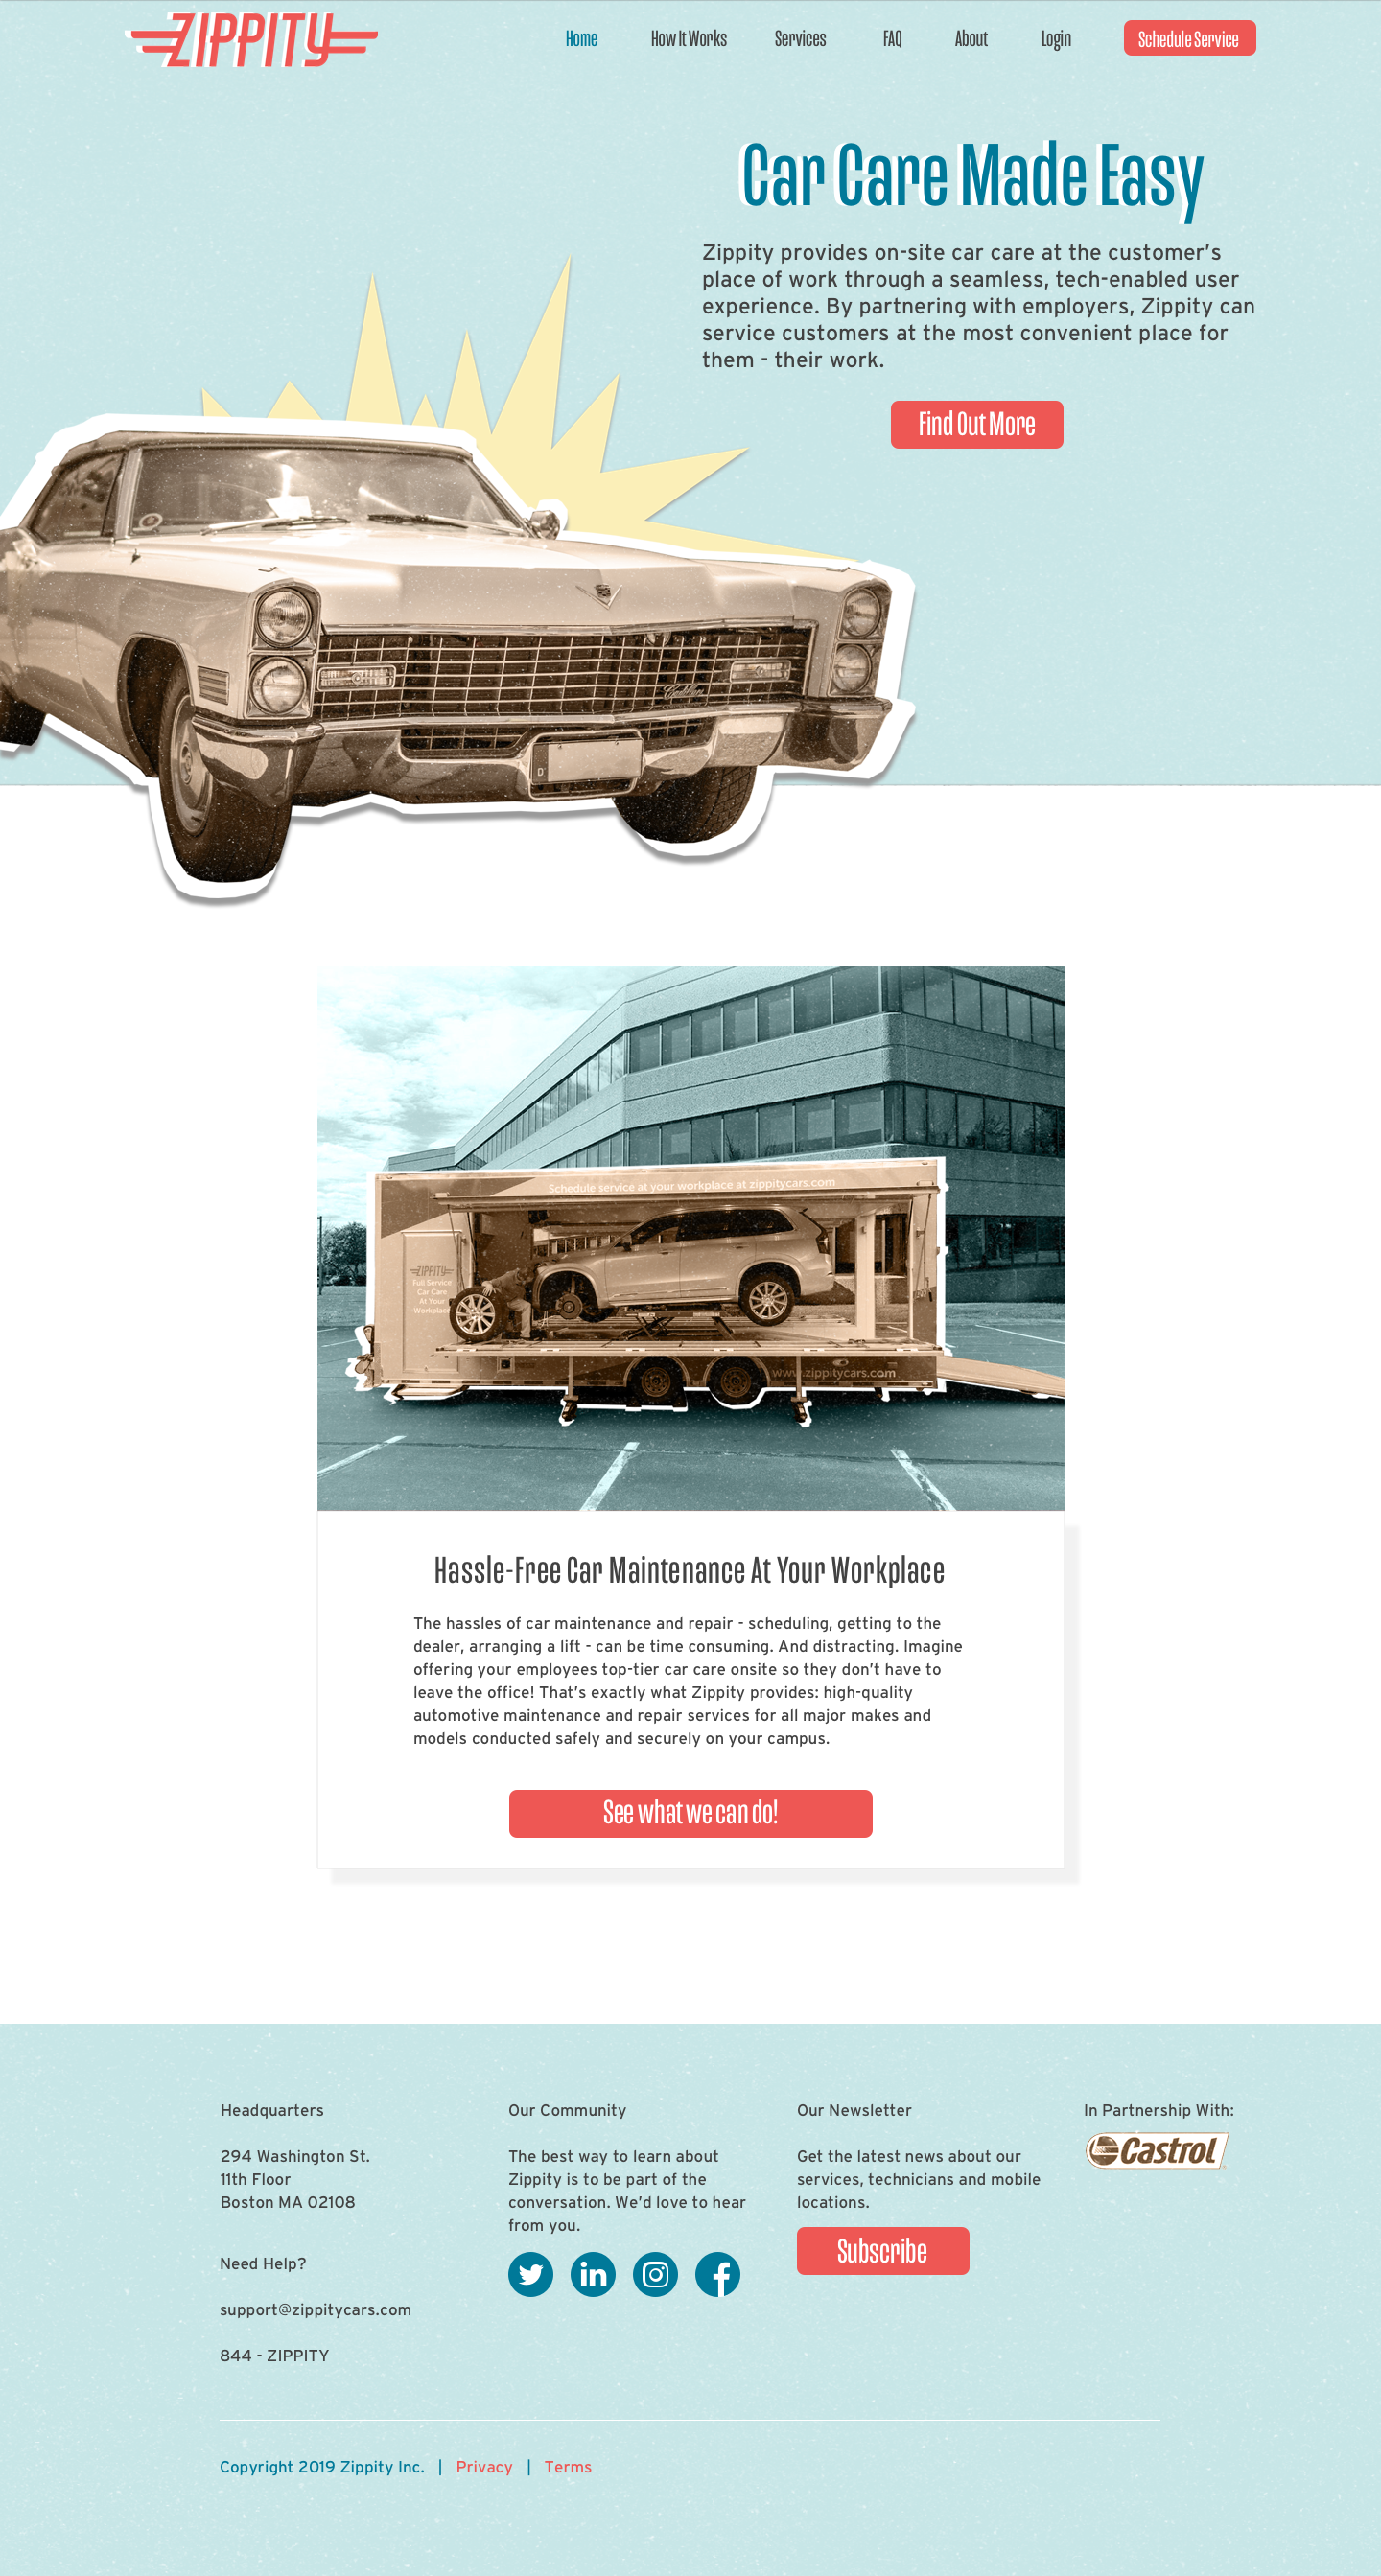 ZIPPITY
Home
How It Works
Services
FAQ
About
Login
Schedule Service
Car Care Made Easy
Zippity provides on-site car care at the customer’s
place of work through a seamless, tech-enabled user
experience. By partnering with employers, Zippity can
service customers at the most convenient place for
them - their work.
Find Out More
Schedule service at your workplace at zippitycars.com
ZIPPITY
Full Service
Car Care
At Your
Workplace
www.zippitycars.com
Hassle-Free Car Maintenance At Your Workplace
The hassles of car maintenance and repair - scheduling, getting to the
dealer, arranging a lift - can be time consuming. And distracting. Imagine
offering your employees top-tier car care onsite so they don’t have to
leave the office! That’s exactly what Zippity provides: high-quality
automotive maintenance and repair services for all major makes and
models conducted safely and securely on your campus.
See what we can do!
Headquarters
294 Washington St.
11th Floor
Boston MA 02108
Need Help?
support@zippitycars.com
844 - ZIPPITY
Our Community
The best way to learn about
Zippity is to be part of the
conversation. We’d love to hear
from you.
Our Newsletter
Get the latest news about our
services, technicians and mobile
locations.
Subscribe
In Partnership With:
Castrol
Copyright 2019 Zippity Inc. | Privacy | Terms